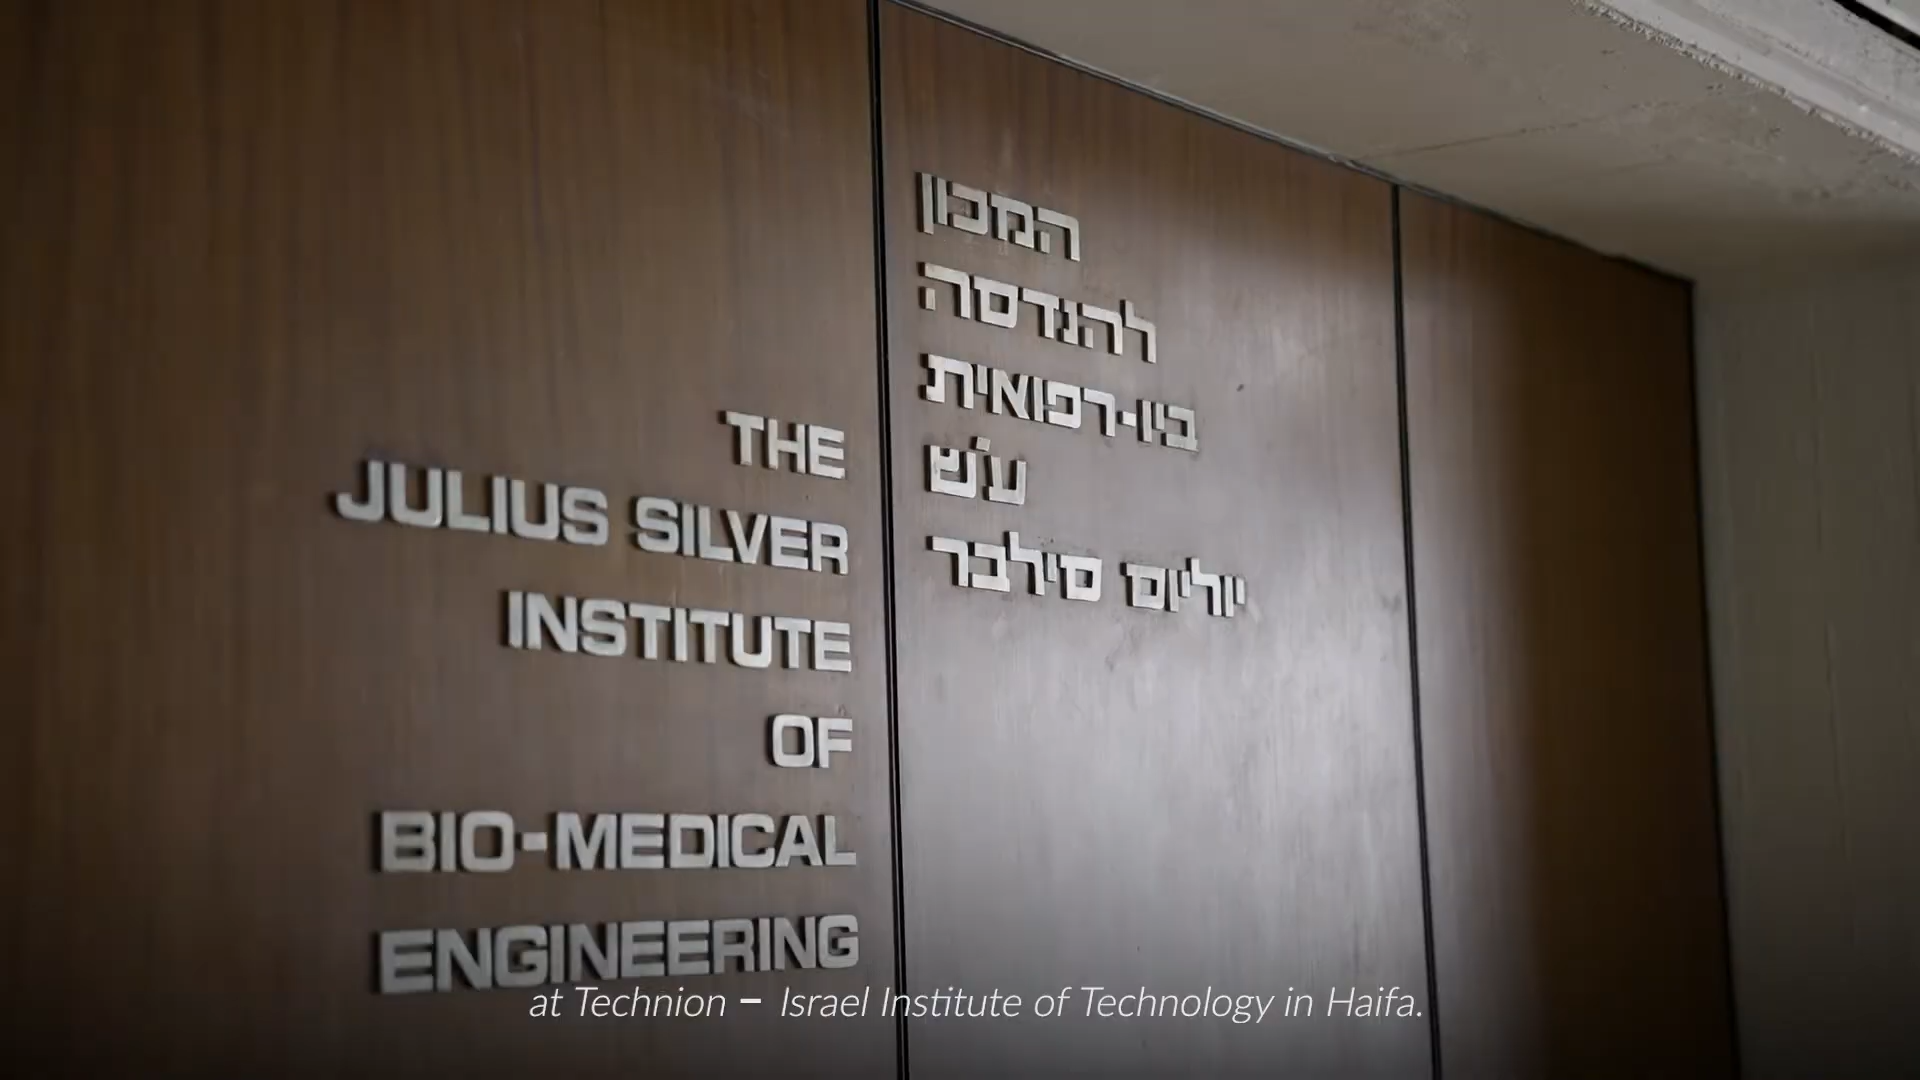 THE
JULIUS SILVER
INSTITUTE
OF
BIO-MEDICAL
ENGINEERING
המכון
להנדסה
ביו-רפואית
ע'ש
יוליוס סילבר
at Technion – Israel Institute of Technology in Haifa.